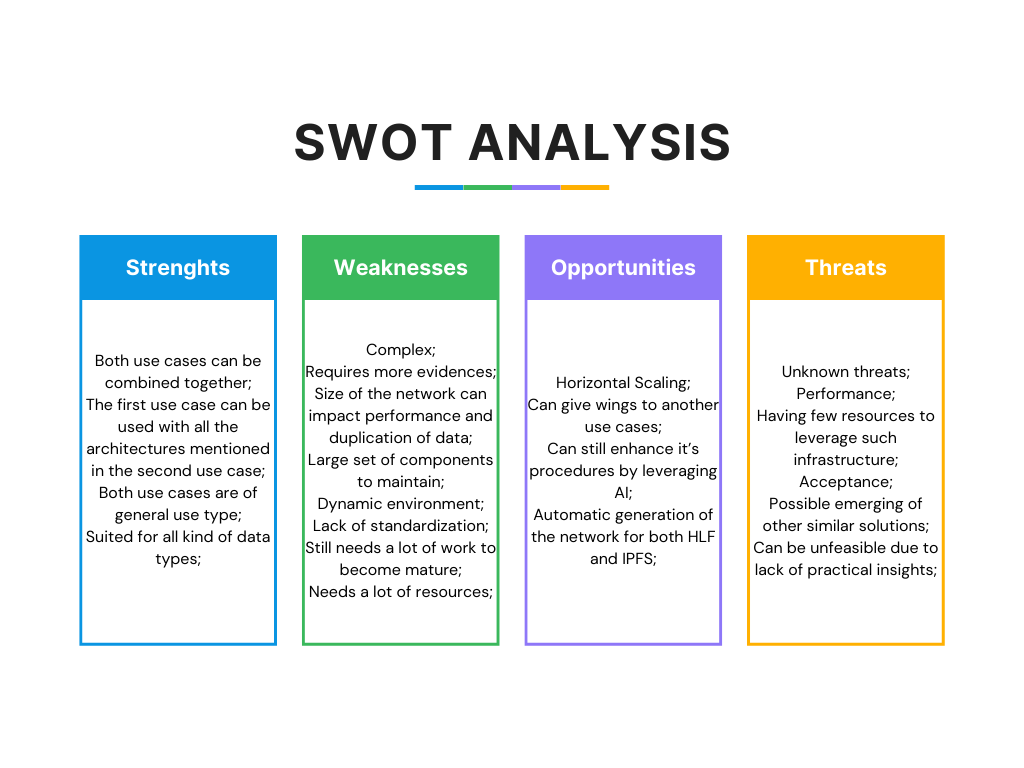 SWOT ANALYSIS
Strenghts
Both use cases can be
combined together;
The first use case can be
used with all the
architectures mentioned
in the second use case;
Both use cases are of
general use type;
Suited for all kind of data
types;
Weaknesses
Complex;
Requires more evidences;
Size of the network can
impact performance and
duplication of data;
Large set of components
to maintain;
Dynamic environment;
Lack of standardization;
Still needs a lot of work to
become mature;
Needs a lot of resources;
Opportunities
Horizontal Scaling;
Can give wings to another
use cases;
Can still enhance it’s
procedures by leveraging
AI;
Automatic generation of
the network for both HLF
and IPFS;
Threats
Unknown threats;
Performance;
Having few resources to
leverage such
infrastructure;
Acceptance;
Possible emerging of
other similar solutions;
Can be unfeasible due to
lack of practical insights;